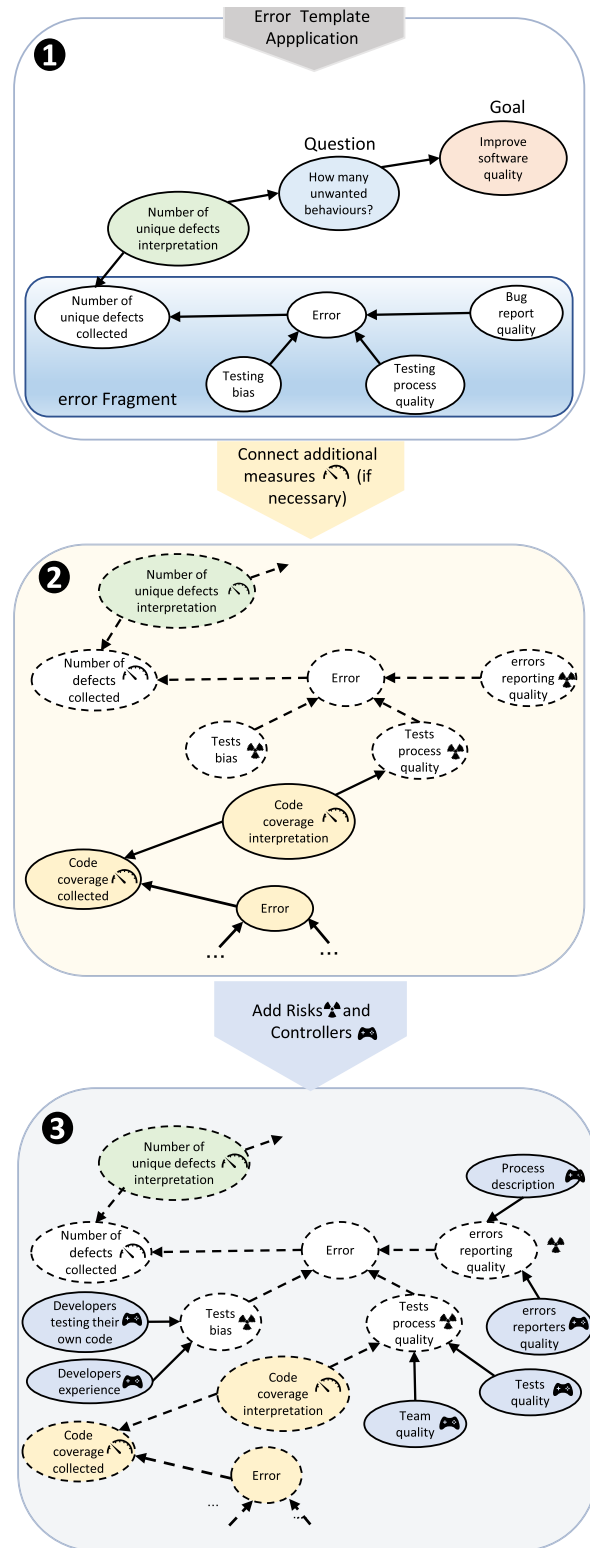 Error Template
Appplication
1
Goal
Improve
software
quality
Question
How many
unwanted
behaviours?
Number of
unique defects
interpretation
Number of
unique defects
collected
Error
Bug
report
quality
Testing
bias
Testing
process
quality
error Fragment
Connect additional
measures (if
necessary)
2
Number of
unique defects
interpretation
Number of
defects
collected
Error
errors
reporting
quality
Tests
bias
Tests
process
quality
Code
coverage
interpretation
Code
coverage
collected
Error
...
...
Add Risks and
Controllers
3
Number of
unique defects
interpretation
Process
description
Number of
defects
collected
Error
errors
reporting
quality
Developers
testing their
own code
Tests
bias
Tests
process
quality
errors
reporters
quality
Developers
experience
Code
coverage
interpretation
Tests
quality
Team
quality
Code
coverage
collected
Error
...
...